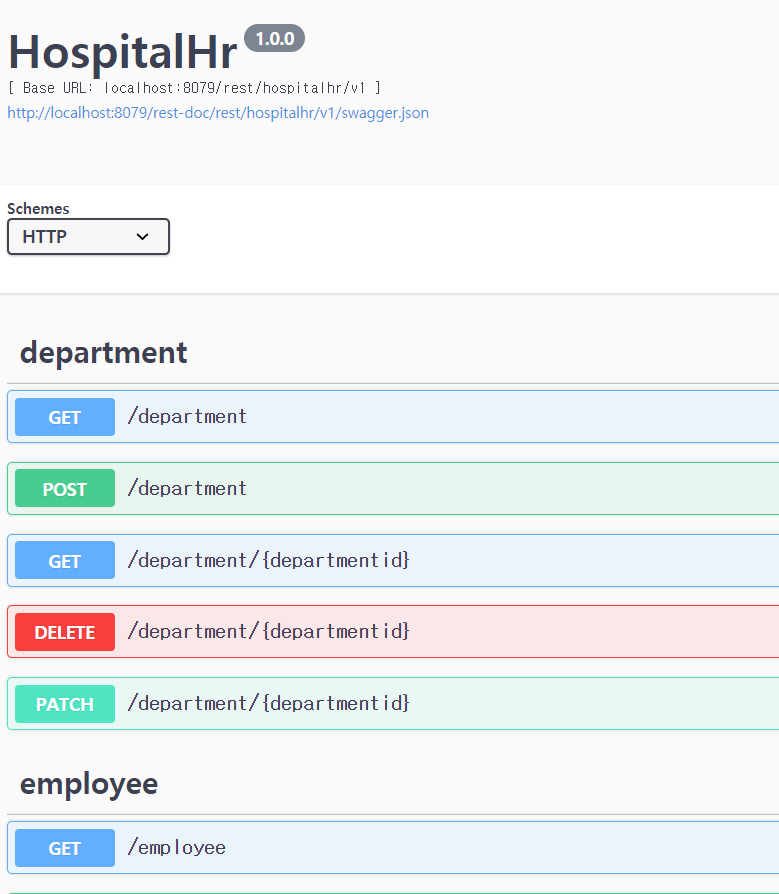 HospitalHr 1.0.0
[ Base URL: localhost:8079/rest/hospitalhr/v1 ]
http://localhost:8079/rest-doc/rest/hospitalhr/v1/swagger.json
Schemes
HTTP
department
GET /department
POST /department
GET /department/{departmentid}
DELETE /department/{departmentid}
PATCH /department/{departmentid}
employee
GET /employee